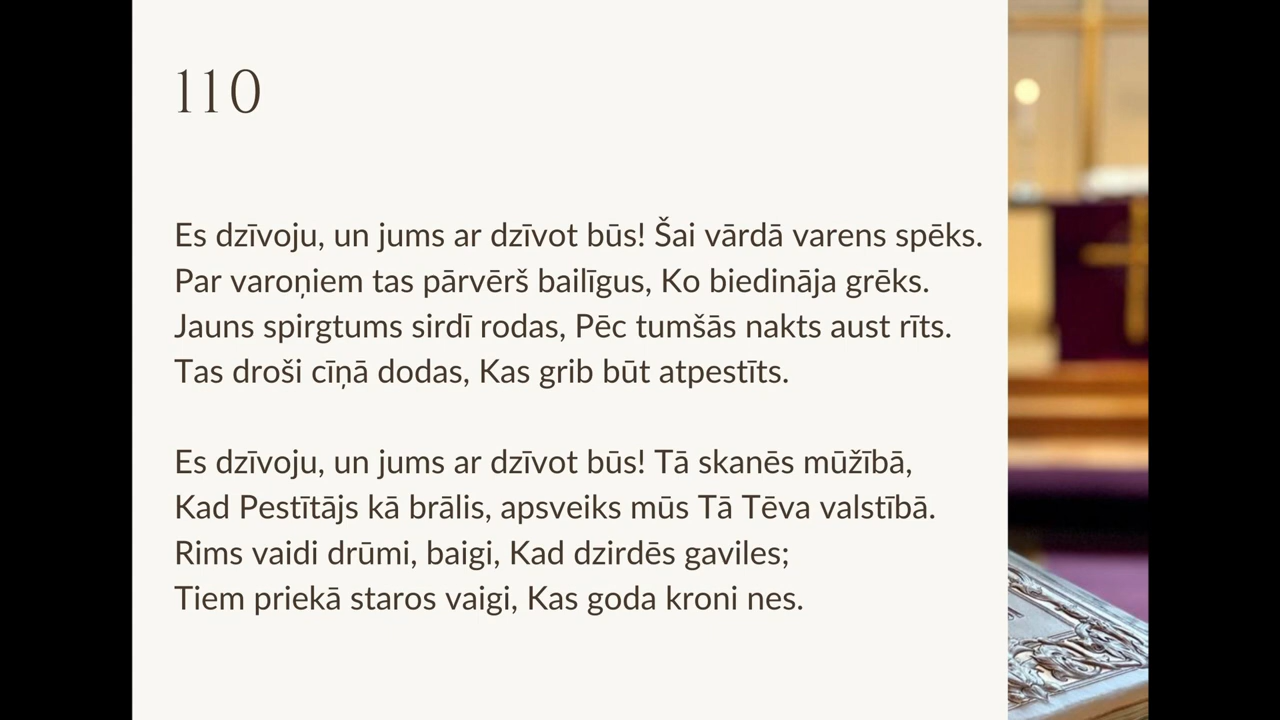 110
Es dzīvoju, un jums ar dzīvot būs! Šai vārdā varens spēks.
Par varoņiem tas pārvērš bailīgus, Ko biedināja grēks.
Jauns spirgtums sirdī rodas, Pēc tumšās nakts aust rīts.
Tas droši cīņā dodas, Kas grib būt atpestīts.
Es dzīvoju, un jums ar dzīvot būs! Tā skanēs mūžībā,
Kad Pestītājs kā brālis, apsveiks mūs Tā Tēva valstībā.
Rims vaidi drūmi, baigi, Kad dzirdēs gaviles;
Tiem priekā staros vaigi, Kas goda kroni nes.